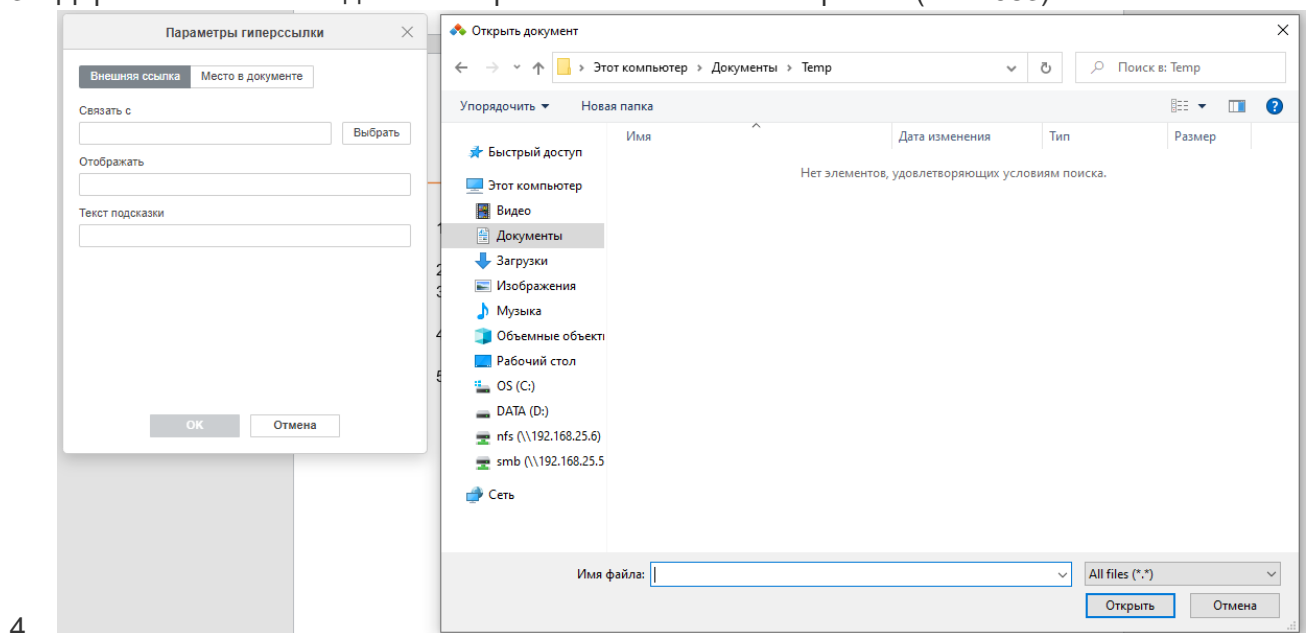 Параметры гиперссылки
Внешняя ссылка Место в документе
Связать с
Выбрать
Отображать
Текст подсказки
ОК Отмена
Открыть документ
Этот компьютер › Документы › Temp
Поиск в: Temp
Упорядочить Новая папка
Имя Дата изменения Тип Размер
Нет элементов, удовлетворяющих условиям поиска.
Быстрый доступ
Этот компьютер
Видео
Документы
Загрузки
Изображения
Музыка
Объемные объекты
Рабочий стол
OS (C:)
DATA (D:)
nfs (\\192.168.25.6)
smb (\\192.168.25.5
Сеть
Имя файла: All files (*.*)
Открыть Отмена
4